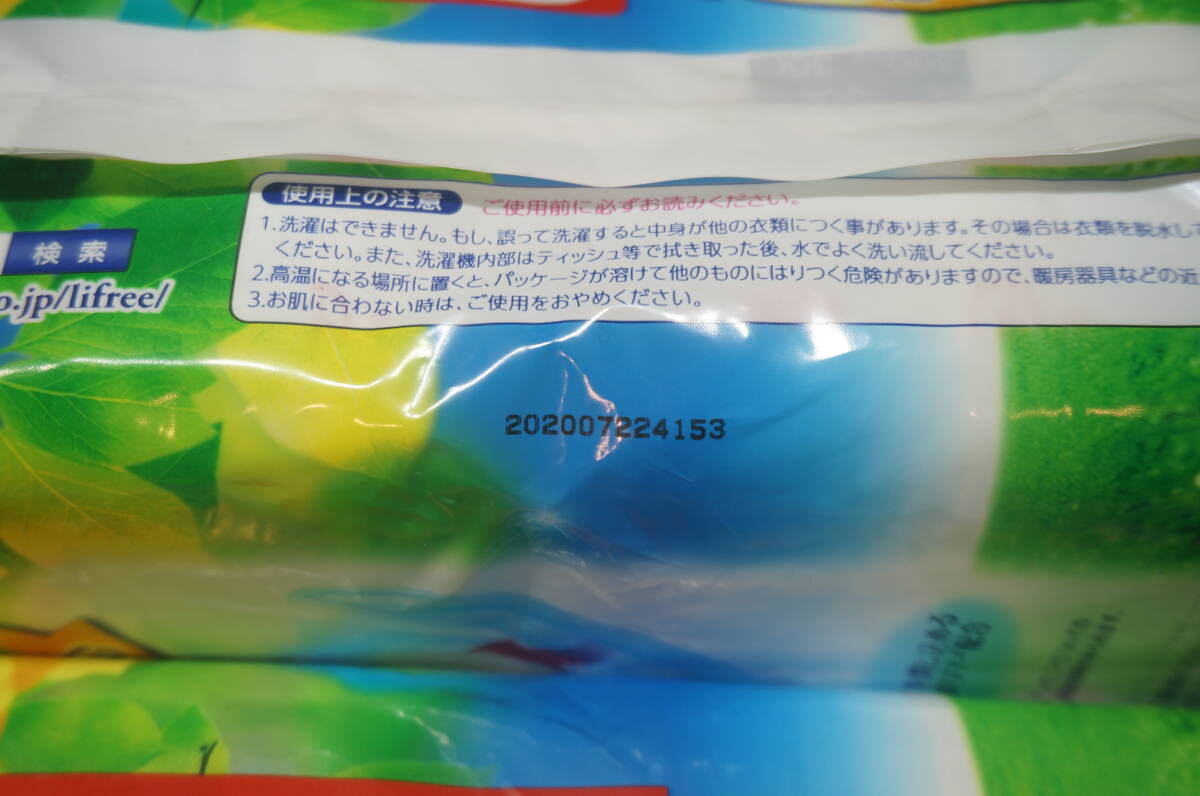 使用上の注意 ご使用前に必ずお読みください。
1.洗濯はできません。もし、誤って洗濯すると中身が他の衣類につく事があります。その場合は衣類を脱水して
ください。また、洗濯機内部はティッシュ等で拭き取った後、水でよく洗い流してください。
2.高温になる場所に置くと、パッケージが溶けて他のものにはりつく危険がありますので、暖房器具などの近
3.お肌に合わない時は、ご使用をおやめください。
検索
o.jp/lifree/
202007224153